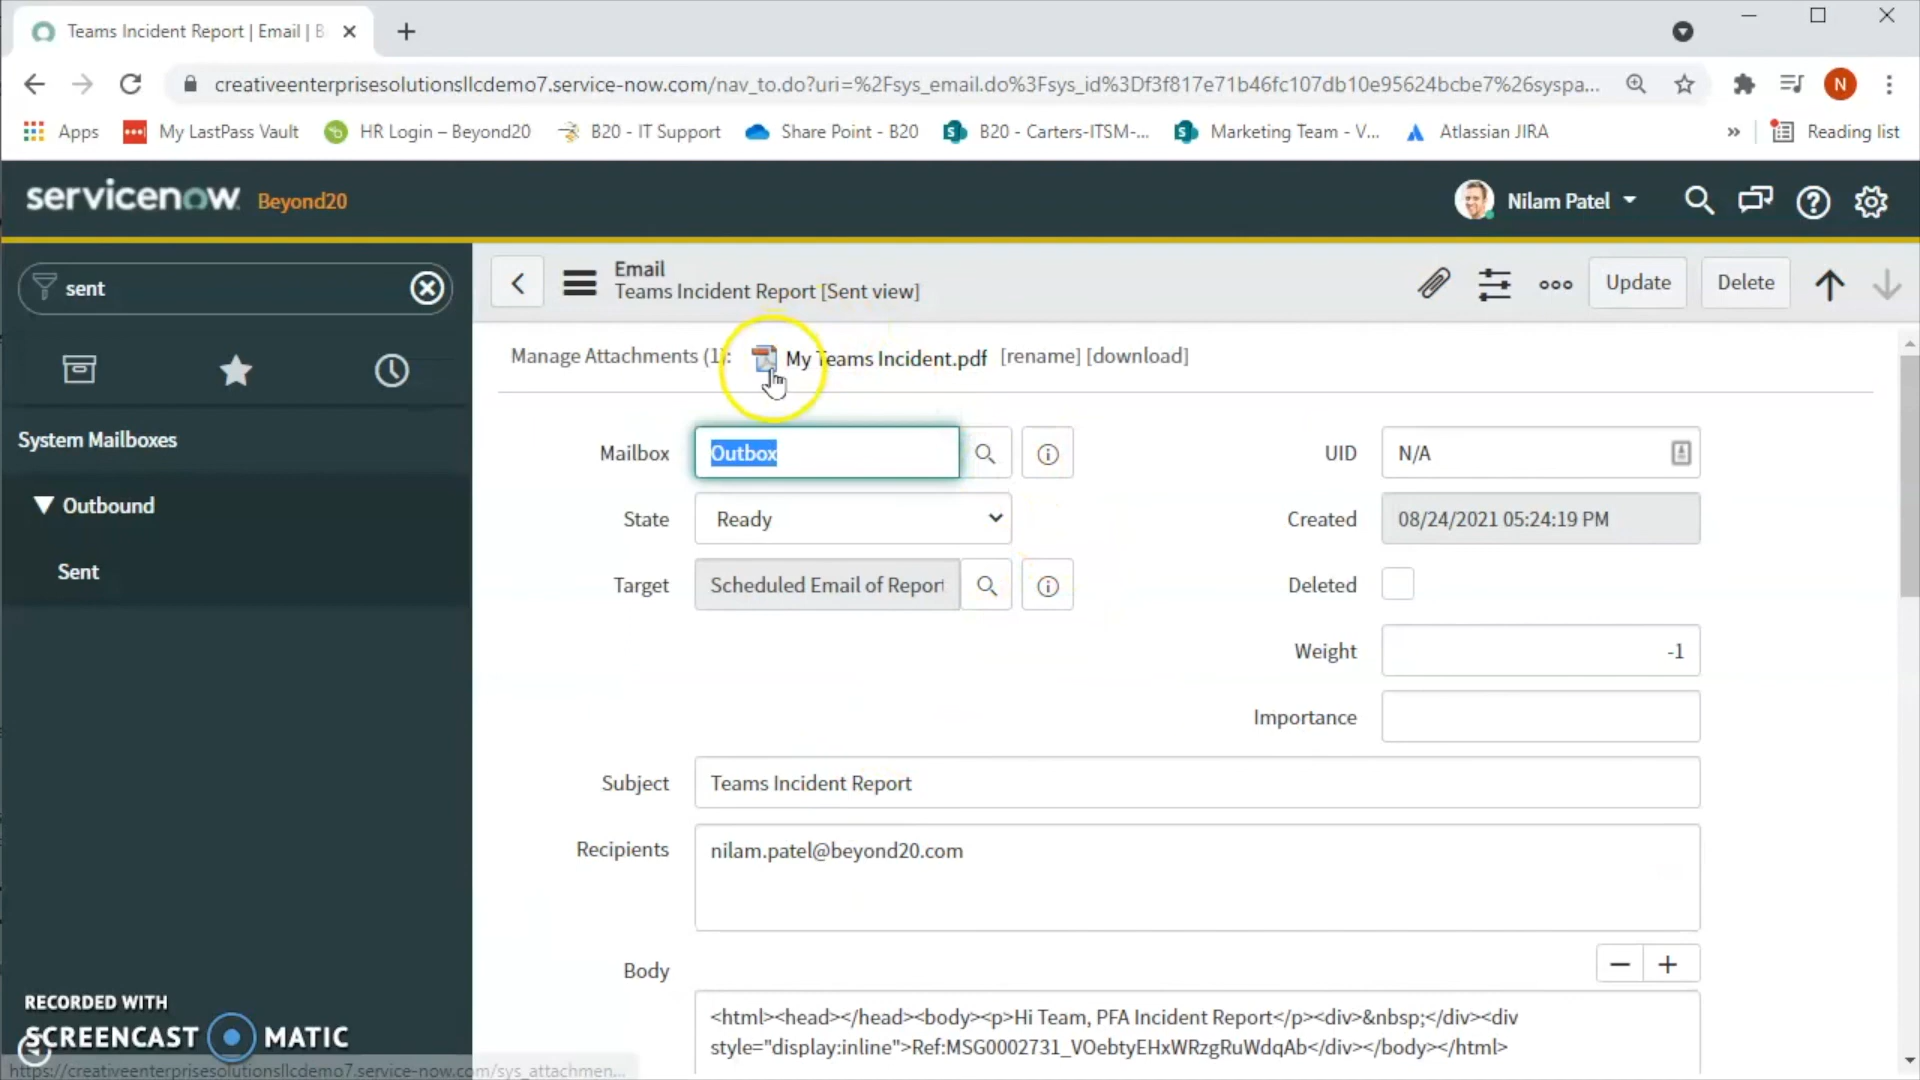 Teams Incident Report | Email | B
creativeenterprisesolutionsllcdemo7.service-now.com/nav_to.do?uri=%2Fsys_email.do%3Fsys_id%3Df3f817e71b46fc107db10e95624bcbe7%26syspa...
N
Apps
My LastPass Vault
HR Login – Beyond20
B20 - IT Support
Share Point - B20
B20 - Carters-ITSM-...
Marketing Team - V...
Atlassian JIRA
»
Reading list
servicenow Beyond20
Nilam Patel
sent
Email
Teams Incident Report [Sent view]
Update
Delete
Manage Attachments (1): My Teams Incident.pdf [rename] [download]
System Mailboxes
Outbound
Sent
Mailbox Outbox
UID N/A
State Ready
Created 08/24/2021 05:24:19 PM
Target Scheduled Email of Report
Deleted
Weight -1
Importance
Subject Teams Incident Report
Recipients nilam.patel@beyond20.com
Body
<html><head></head><body><p>Hi Team, PFA Incident Report</p><div>&nbsp;</div><div
style="display:inline">Ref:MSG0002731_VOebtyEHxWRzgRuWdqAb</div></body></html>
RECORDED WITH
SCREENCAST MATIC
https://creativeenterprisesolutionsllcdemo7.service-now.com/sys_attachmen...